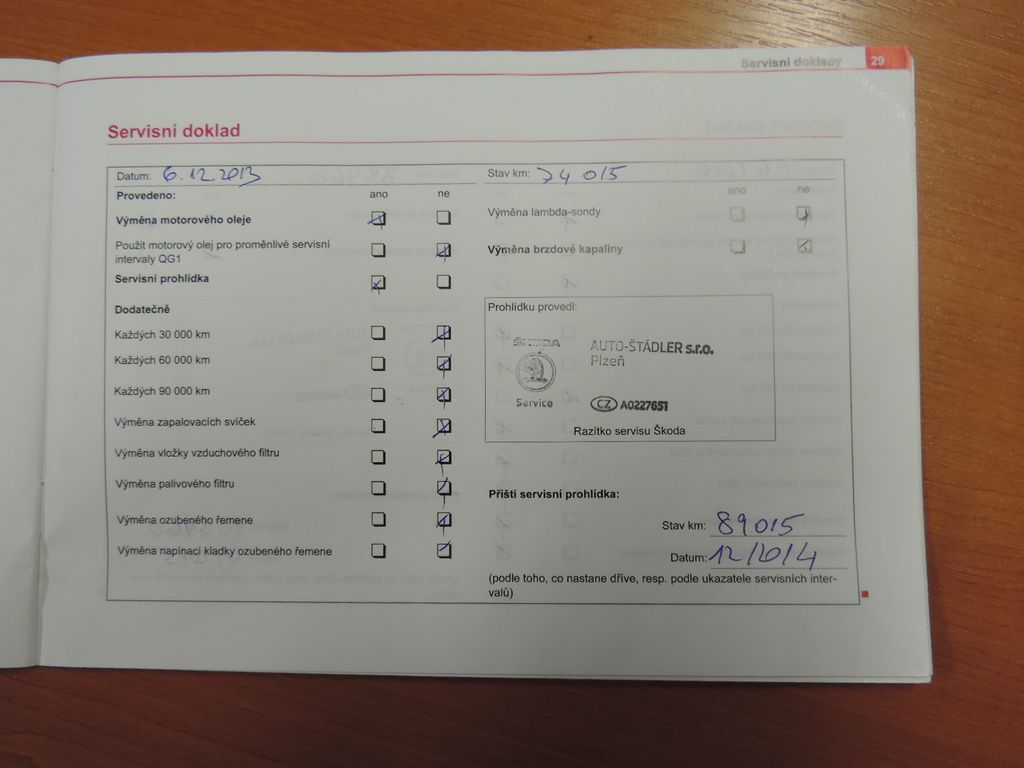 Servisní doklady 29
Servisní doklad
Datum: 6.12.2013
Provedeno: ano ne
Výměna motorového oleje
Použit motorový olej pro proměnlivé servisní
intervaly QG1
Servisní prohlídka
Dodatečně
Každých 30 000 km
Každých 60 000 km
Každých 90 000 km
Výměna zapalovacích svíček
Výměna vložky vzduchového filtru
Výměna palivového filtru
Výměna ozubeného řemene
Výměna napínací kladky ozubeného řemene
Stav km: 74 015
ano ne
Výměna lambda-sondy
Výměna brzdové kapaliny
Prohlídku provedl:
ŠKODA
Service
AUTO-ŠTÁDLER s.r.o.
Plzeň
CZ A0227651
Razítko servisu Škoda
Příští servisní prohlídka:
Stav km: 89015
Datum: 12/2014
(podle toho, co nastane dříve, resp. podle ukazatele servisních inter-
valů)